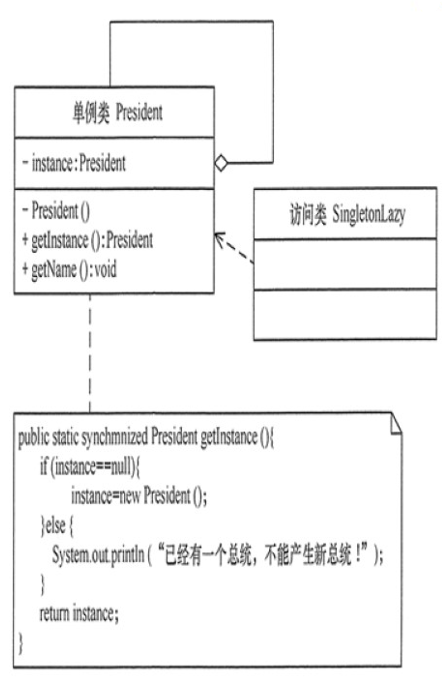 单例类 President
- instance:President
- President()
+ getInstance():President
+ getName():void
访问类 SingletonLazy
public static synchmnized President getInstance(){
if (instance==null){
instance=new President();
}else {
System.out.println(“已经有一个总统，不能产生新总统！”);
}
return instance;
}